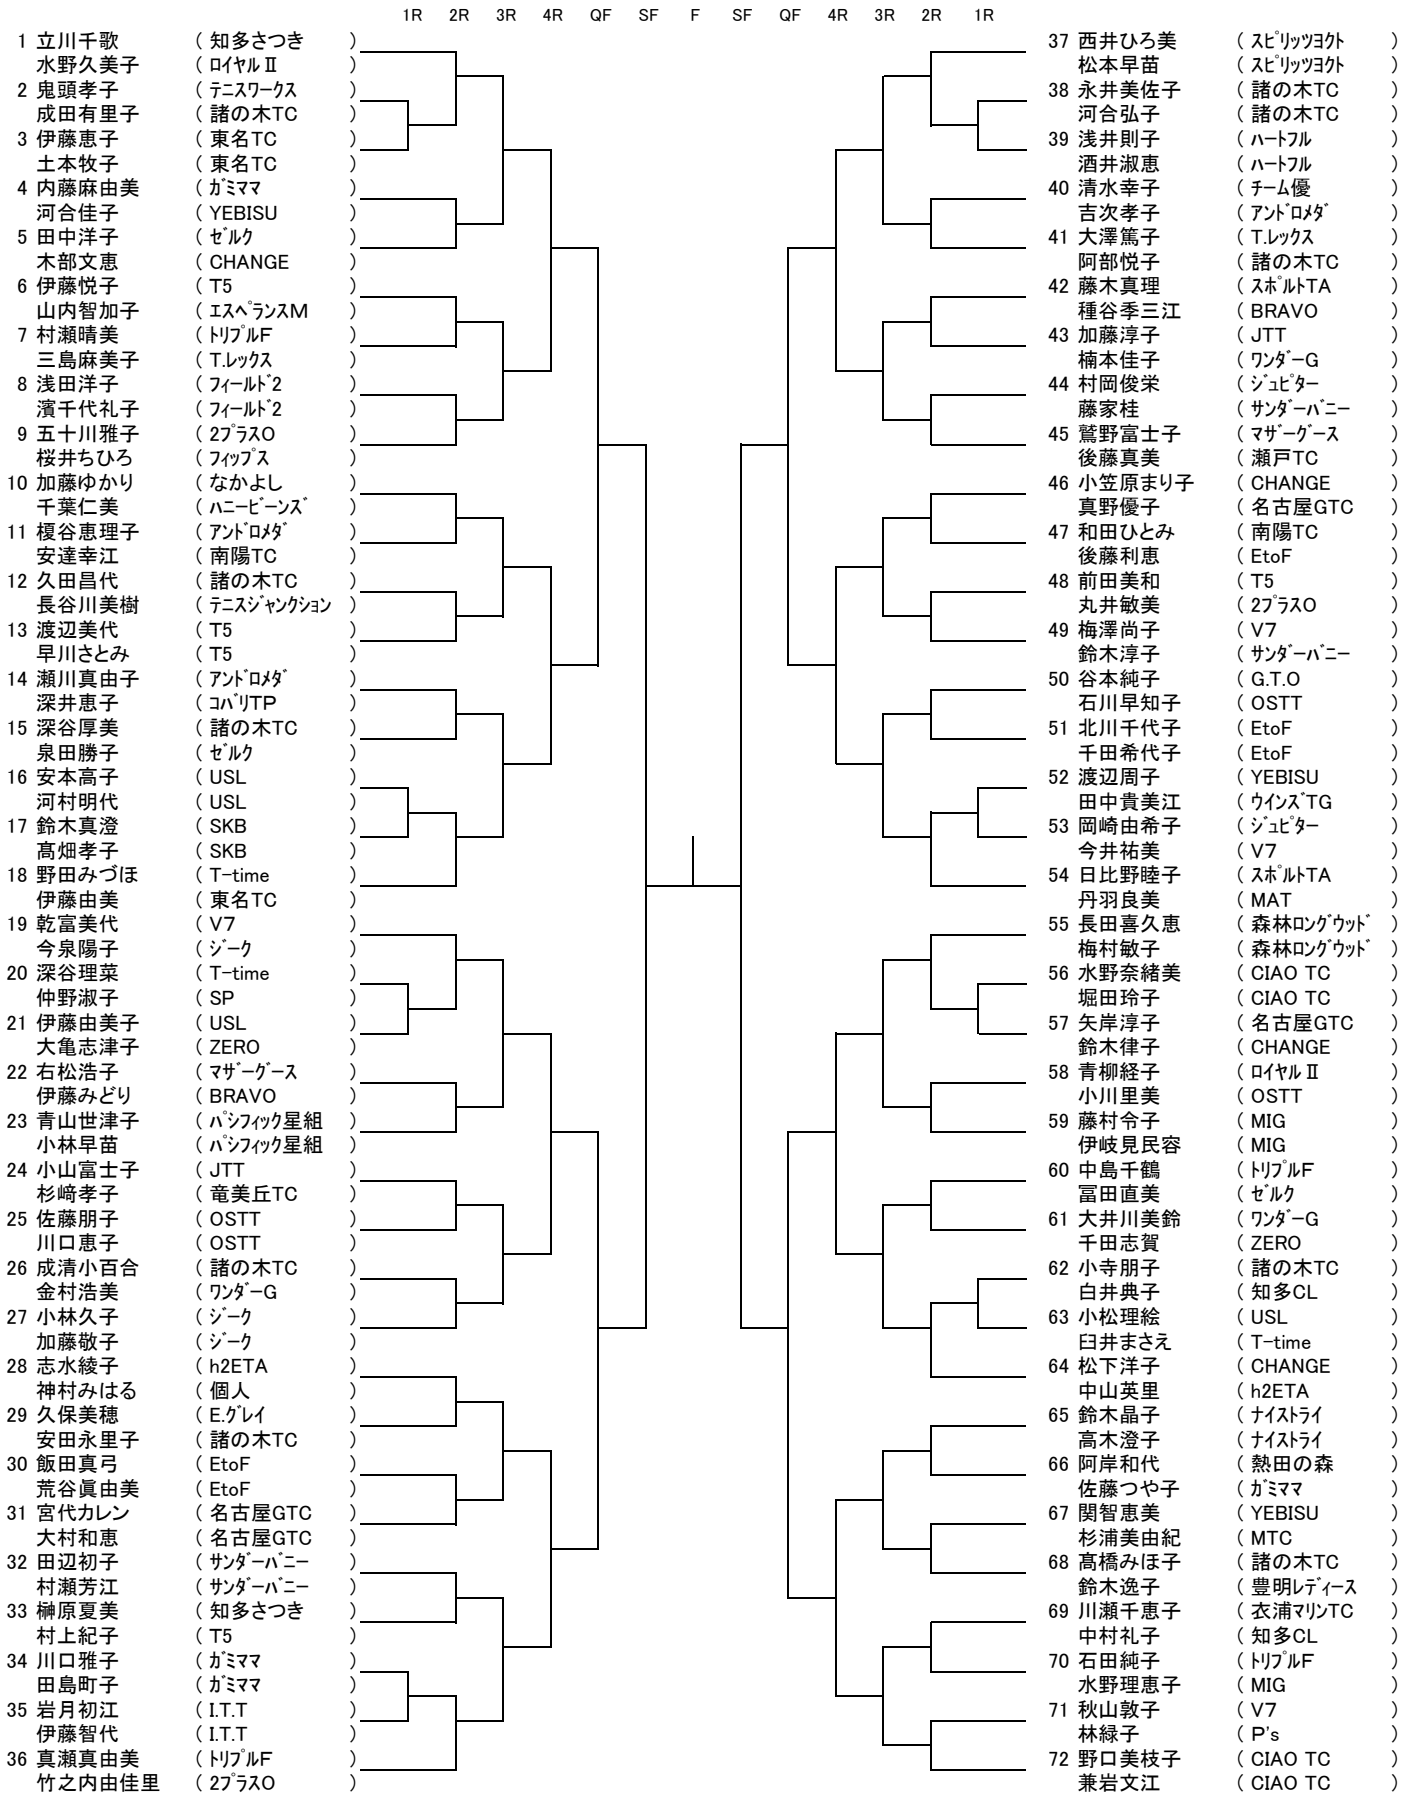 1R 2R 3R 4R QF SF F SF QF 4R 3R 2R 1R
1 立川千歌 ( 知多さつき )
水野久美子 ( ロイヤルⅡ )
2 鬼頭孝子 ( テニスワークス )
成田有里子 ( 諸の木TC )
3 伊藤恵子 ( 東名TC )
土本牧子 ( 東名TC )
4 内藤麻由美 ( ガミママ )
河合佳子 ( YEBISU )
5 田中洋子 ( ゼルク )
木部文恵 ( CHANGE )
6 伊藤悦子 ( T5 )
山内智加子 ( エスペランスM )
7 村瀬晴美 ( トリプルF )
三島麻美子 ( T.レックス )
8 浅田洋子 ( フィールド2 )
濱千代礼子 ( フィールド2 )
9 五十川雅子 ( 2プラスO )
桜井ちひろ ( フィップス )
10 加藤ゆかり ( なかよし )
千葉仁美 ( ハニービーンズ )
11 榎谷恵理子 ( アンドロメダ )
安達幸江 ( 南陽TC )
12 久田昌代 ( 諸の木TC )
長谷川美樹 ( テニスジャンクション )
13 渡辺美代 ( T5 )
早川さとみ ( T5 )
14 瀬川真由子 ( アンドロメダ )
深井恵子 ( コバリTP )
15 深谷厚美 ( 諸の木TC )
泉田勝子 ( ゼルク )
16 安本高子 ( USL )
河村明代 ( USL )
17 鈴木真澄 ( SKB )
髙畑孝子 ( SKB )
18 野田みづほ ( T-time )
伊藤由美 ( 東名TC )
19 乾富美代 ( V7 )
今泉陽子 ( ジーク )
20 深谷理菜 ( T-time )
仲野淑子 ( SP )
21 伊藤由美子 ( USL )
大亀志津子 ( ZERO )
22 右松浩子 ( マザーグース )
伊藤みどり ( BRAVO )
23 青山世津子 ( パシフィック星組 )
小林早苗 ( パシフィック星組 )
24 小山富士子 ( JTT )
杉﨑孝子 ( 竜美丘TC )
25 佐藤朋子 ( OSTT )
川口恵子 ( OSTT )
26 成清小百合 ( 諸の木TC )
金村浩美 ( ワンダーG )
27 小林久子 ( ジーク )
加藤敬子 ( ジーク )
28 志水綾子 ( h2ETA )
神村みはる ( 個人 )
29 久保美穂 ( E.グレイ )
安田永里子 ( 諸の木TC )
30 飯田真弓 ( EtoF )
荒谷眞由美 ( EtoF )
31 宮代カレン ( 名古屋GTC )
大村和恵 ( 名古屋GTC )
32 田辺初子 ( サンダーバニー )
村瀬芳江 ( サンダーバニー )
33 榊原夏美 ( 知多さつき )
村上紀子 ( T5 )
34 川口雅子 ( ガミママ )
田島町子 ( ガミママ )
35 岩月初江 ( I.T.T )
伊藤智代 ( I.T.T )
36 真瀬真由美 ( トリプルF )
竹之内由佳里 ( 2プラスO )
37 西井ひろ美 ( スピリッツヨクト )
松本早苗 ( スピリッツヨクト )
38 永井美佐子 ( 諸の木TC )
河合弘子 ( 諸の木TC )
39 浅井則子 ( ハートフル )
酒井淑恵 ( ハートフル )
40 清水幸子 ( チーム優 )
吉次孝子 ( アンドロメダ )
41 大澤篤子 ( T.レックス )
阿部悦子 ( 諸の木TC )
42 藤木真理 ( スポルトTA )
種谷季三江 ( BRAVO )
43 加藤淳子 ( JTT )
楠本佳子 ( ワンダーG )
44 村岡俊栄 ( ジュピター )
藤家桂 ( サンダーバニー )
45 鷲野富士子 ( マザーグース )
後藤真美 ( 瀬戸TC )
46 小笠原まり子 ( CHANGE )
真野優子 ( 名古屋GTC )
47 和田ひとみ ( 南陽TC )
後藤利恵 ( EtoF )
48 前田美和 ( T5 )
丸井敏美 ( 2プラスO )
49 梅澤尚子 ( V7 )
鈴木淳子 ( サンダーバニー )
50 谷本純子 ( G.T.O )
石川早知子 ( OSTT )
51 北川千代子 ( EtoF )
千田希代子 ( EtoF )
52 渡辺周子 ( YEBISU )
田中貴美江 ( ウインズTG )
53 岡崎由希子 ( ジュピター )
今井祐美 ( V7 )
54 日比野睦子 ( スポルトTA )
丹羽良美 ( MAT )
55 長田喜久恵 ( 森林ロングウッド )
梅村敏子 ( 森林ロングウッド )
56 水野奈緒美 ( CIAO TC )
堀田玲子 ( CIAO TC )
57 矢岸淳子 ( 名古屋GTC )
鈴木律子 ( CHANGE )
58 青柳経子 ( ロイヤルⅡ )
小川里美 ( OSTT )
59 藤村令子 ( MIG )
伊岐見民容 ( MIG )
60 中島千鶴 ( トリプルF )
冨田直美 ( ゼルク )
61 大井川美鈴 ( ワンダーG )
千田志賀 ( ZERO )
62 小寺朋子 ( 諸の木TC )
白井典子 ( 知多CL )
63 小松理絵 ( USL )
臼井まさえ ( T-time )
64 松下洋子 ( CHANGE )
中山英里 ( h2ETA )
65 鈴木晶子 ( ナイストライ )
高木澄子 ( ナイストライ )
66 阿岸和代 ( 熱田の森 )
佐藤つや子 ( ガミママ )
67 関智恵美 ( YEBISU )
杉浦美由紀 ( MTC )
68 髙橋みほ子 ( 諸の木TC )
鈴木逸子 ( 豊明レディース )
69 川瀬千恵子 ( 衣浦マリンTC )
中村礼子 ( 知多CL )
70 石田純子 ( トリプルF )
水野理恵子 ( MIG )
71 秋山敦子 ( V7 )
林緑子 ( P's )
72 野口美枝子 ( CIAO TC )
兼岩文江 ( CIAO TC )